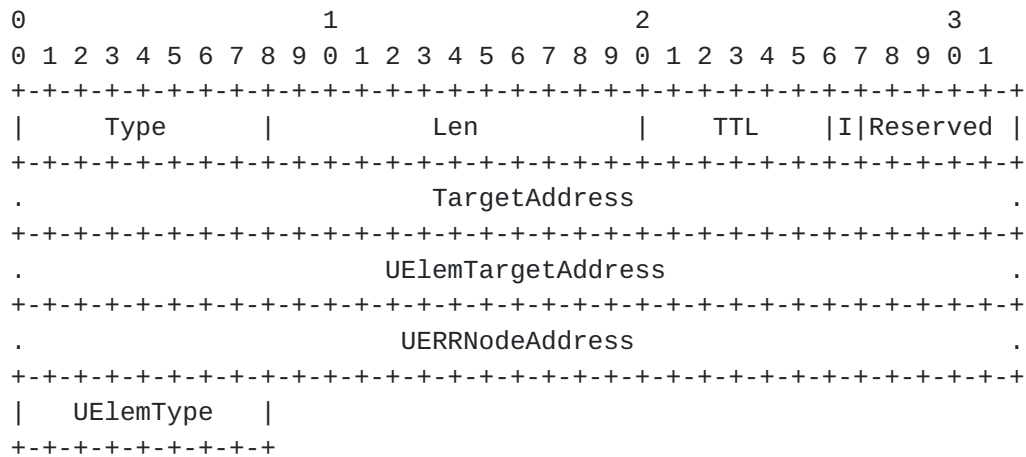 0                   1                   2                   3
0 1 2 3 4 5 6 7 8 9 0 1 2 3 4 5 6 7 8 9 0 1 2 3 4 5 6 7 8 9 0 1
+-+-+-+-+-+-+-+-+-+-+-+-+-+-+-+-+-+-+-+-+-+-+-+-+-+-+-+-+-+-+-+-+
|     Type      |          Len          |    TTL    |I|Reserved |
+-+-+-+-+-+-+-+-+-+-+-+-+-+-+-+-+-+-+-+-+-+-+-+-+-+-+-+-+-+-+-+-+
.                          TargetAddress                        .
+-+-+-+-+-+-+-+-+-+-+-+-+-+-+-+-+-+-+-+-+-+-+-+-+-+-+-+-+-+-+-+-+
.                       UElemTargetAddress                      .
+-+-+-+-+-+-+-+-+-+-+-+-+-+-+-+-+-+-+-+-+-+-+-+-+-+-+-+-+-+-+-+-+
.                        UERRNodeAddress                        .
+-+-+-+-+-+-+-+-+-+-+-+-+-+-+-+-+-+-+-+-+-+-+-+-+-+-+-+-+-+-+-+-+
|   UElemType   |
+-+-+-+-+-+-+-+-+